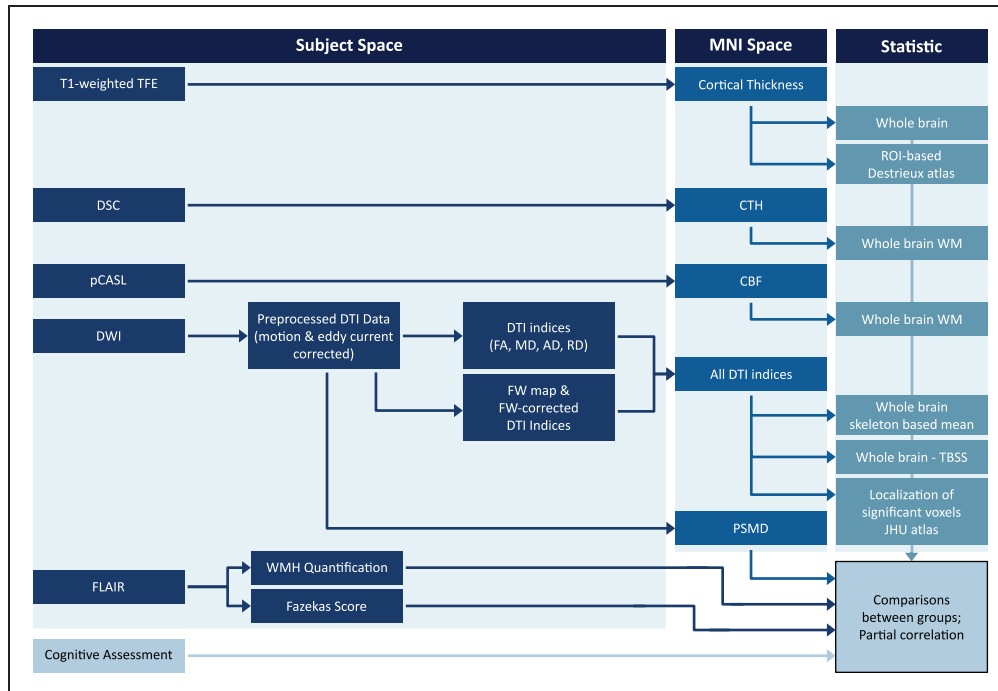 Subject Space
MNI Space
Statistic
T1-weighted TFE
Cortical Thickness
Whole brain
ROI-based
Destrieux atlas
DSC
CTH
Whole brain WM
pCASL
CBF
Whole brain WM
DWI
Preprocessed DTI Data
(motion & eddy current
corrected)
DTI indices
(FA, MD, AD, RD)
FW map &
FW-corrected
DTI Indices
All DTI indices
Whole brain
skeleton based mean
Whole brain - TBSS
Localization of
significant voxels
JHU atlas
PSMD
FLAIR
WMH Quantification
Fazekas Score
Comparisons
between groups;
Partial correlation
Cognitive Assessment